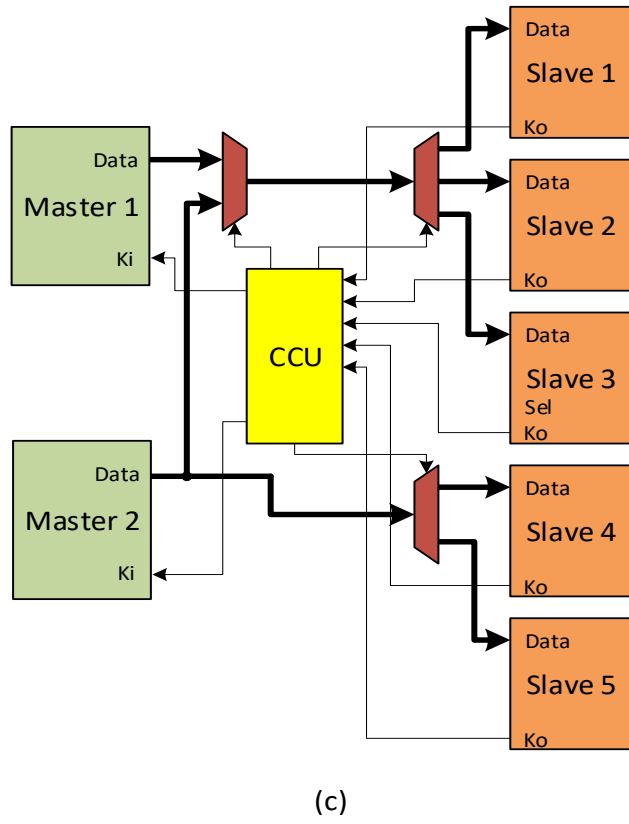 Data
Master 1
Ki
Data
Master 2
Ki
CCU
Data
Slave 1
Ko
Data
Slave 2
Ko
Data
Slave 3
Sel
Ko
Data
Slave 4
Ko
Data
Slave 5
Ko
(c)